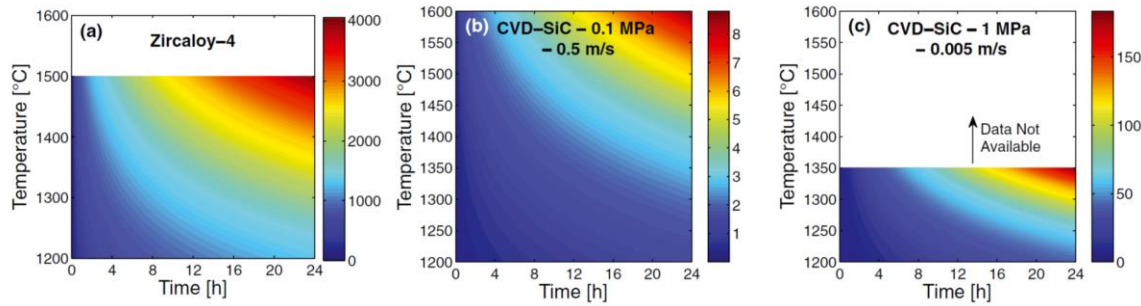 (a)
Zircaloy–4
Temperature [°C]
1600
1500
1400
1300
1200
0 4 8 12 16 20 24
Time [h]
4000
3000
2000
1000
0
(b)
CVD–SiC – 0.1 MPa
– 0.5 m/s
Temperature [°C]
1600
1550
1500
1450
1400
1350
1300
1250
1200
0 4 8 12 16 20 24
Time [h]
8
7
6
5
4
3
2
1
(c)
CVD–SiC – 1 MPa
– 0.005 m/s
Data Not
Available
Temperature [°C]
1600
1550
1500
1450
1400
1350
1300
1250
1200
0 4 8 12 16 20 24
Time [h]
150
100
50
0